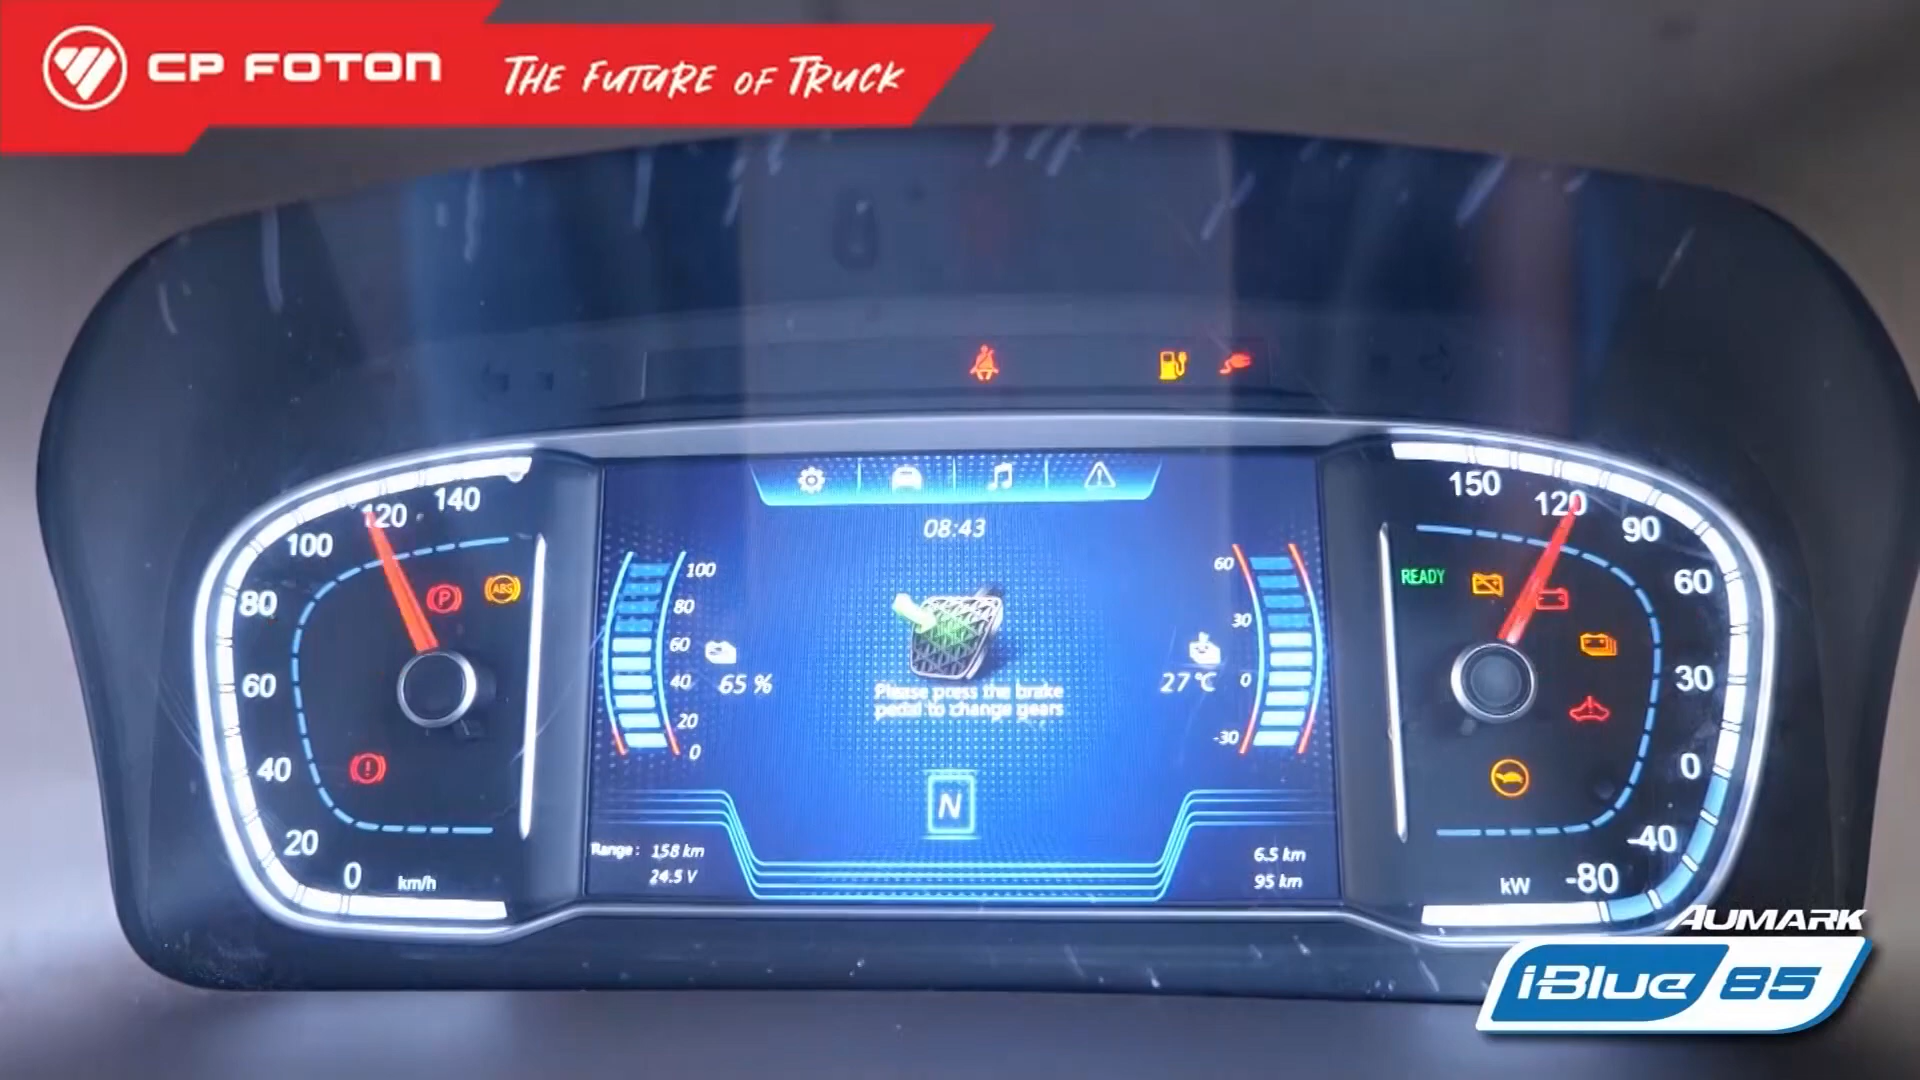 CP FOTON
THE FUTURE OF TRUCK
08:43
140
120
100
80
60
40
20
0
km/h
P
ABS
!
100
80
60
40
20
0
65 %
Please press the brake
pedal to change gears
N
Range : 158 km
24.5 V
60
30
0
-30
27°C
6.5 km
95 km
READY
150
120
90
60
30
0
-40
-80
kW
AUMARK
iBlue 85